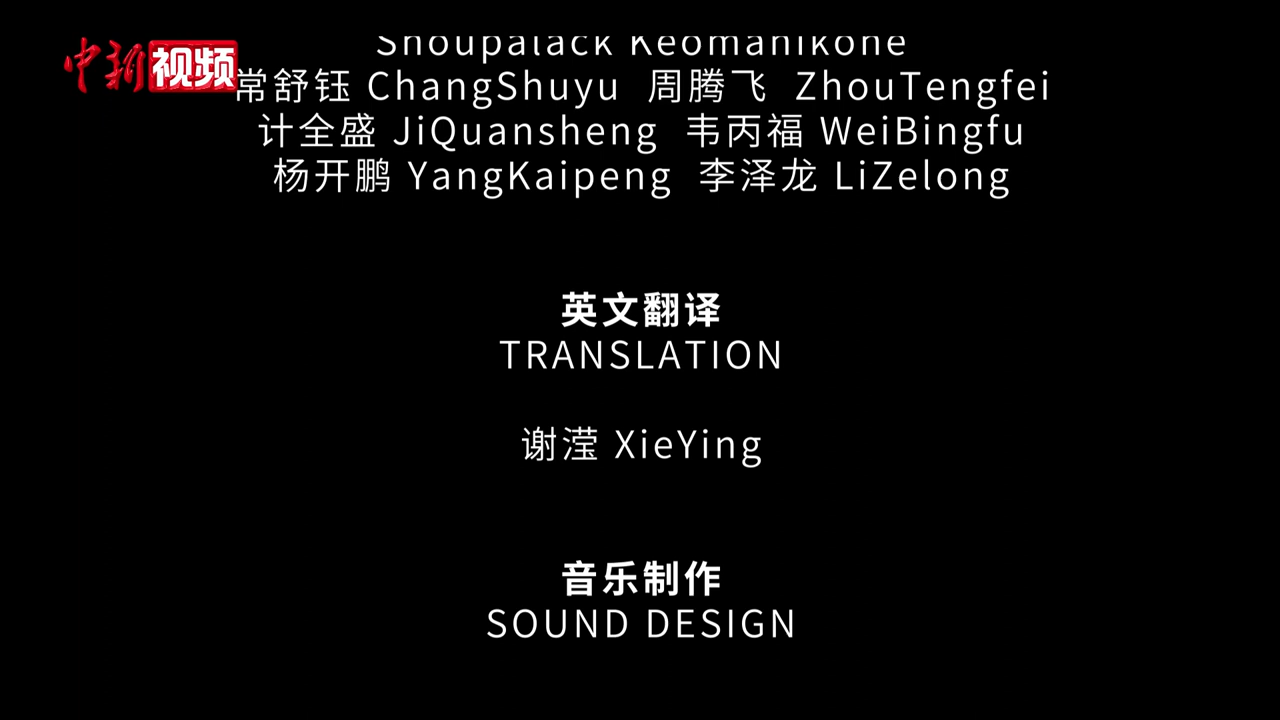 中新视频
Shoupalack Keomanikone
常舒钰 ChangShuyu 周腾飞 ZhouTengfei
计全盛 JiQuansheng 韦丙福 WeiBingfu
杨开鹏 YangKaipeng 李泽龙 LiZelong
英文翻译
TRANSLATION
谢滢 XieYing
音乐制作
SOUND DESIGN